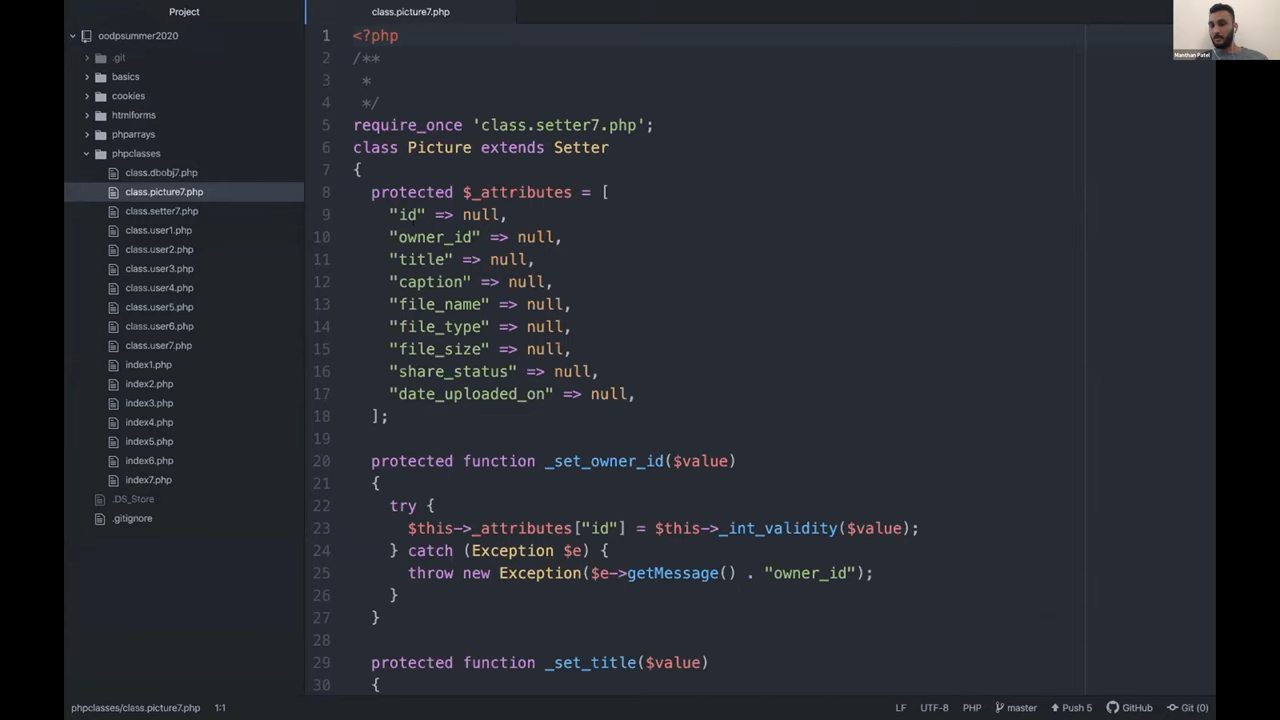 Project
oodpsummer2020
.git
basics
cookies
htmlforms
phparrays
phpclasses
class.dbobj7.php
class.picture7.php
class.setter7.php
class.user1.php
class.user2.php
class.user3.php
class.user4.php
class.user5.php
class.user6.php
class.user7.php
index1.php
index2.php
index3.php
index4.php
index5.php
index6.php
index7.php
.DS_Store
.gitignore
class.picture7.php
1 <?php
2 /**
3  *
4  */
5 require_once 'class.setter7.php';
6 class Picture extends Setter
7 {
8   protected $_attributes = [
9     "id" => null,
10     "owner_id" => null,
11     "title" => null,
12     "caption" => null,
13     "file_name" => null,
14     "file_type" => null,
15     "file_size" => null,
16     "share_status" => null,
17     "date_uploaded_on" => null,
18   ];
19
20   protected function _set_owner_id($value)
21   {
22     try {
23       $this->_attributes["id"] = $this->_int_validity($value);
24     } catch (Exception $e) {
25       throw new Exception($e->getMessage() . "owner_id");
26     }
27   }
28
29   protected function _set_title($value)
30   {
Manthan Patel
phpclasses/class.picture7.php 1:1 LF UTF-8 PHP master Push 5 GitHub Git (0)